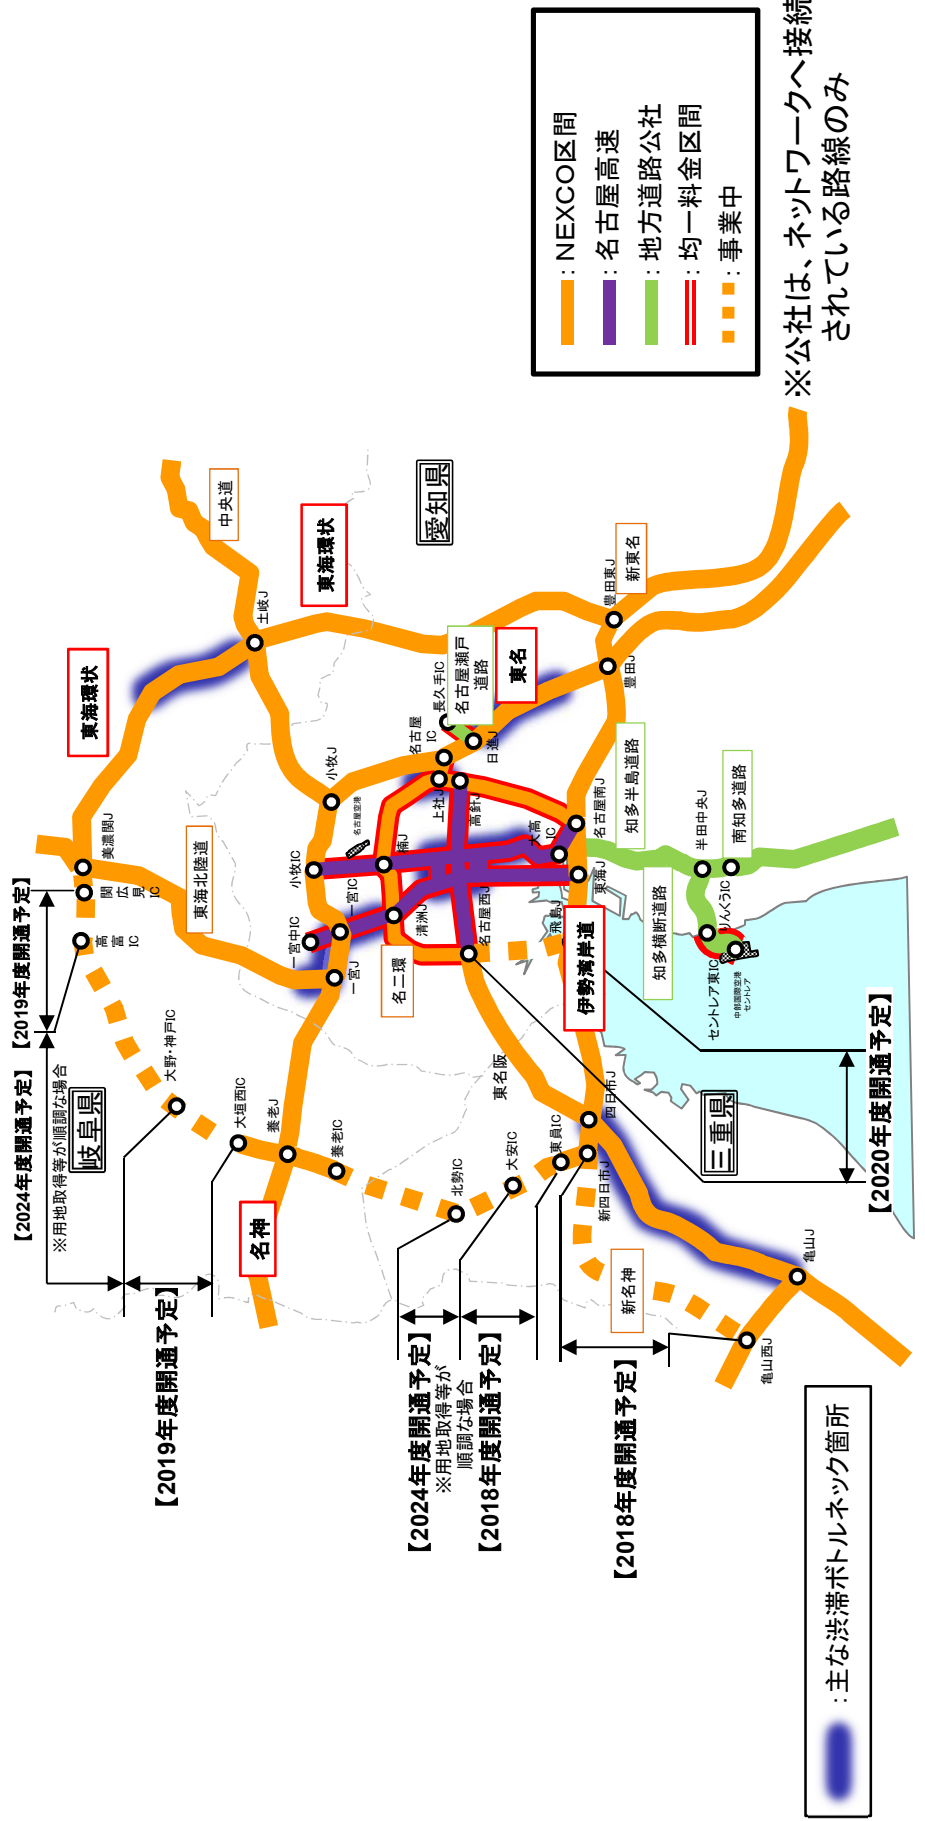 ：NEXCO区間
：名古屋高速
：地方道路公社
：均一料金区間
：事業中
※公社は、ネットワークへ接続
されている路線のみ
：主な渋滞ボトルネック箇所
【2024年度開通予定】
※用地取得等が順調な場合
【2019年度開通予定】
岐阜県
高富
IC
関広見
IC
美濃関J
東海環状
東海北陸道
大野・神戸IC
大垣西IC
養老J
養老IC
【2019年度開通予定】
名神
中央道
土岐J
東海環状
愛知県
小牧J
小牧IC
名古屋空港
一宮中IC
一宮IC
一宮J
楠J
清洲J
名二環
名古屋西J
名古屋
IC
上社J
高針J
長久手IC
名古屋瀬戸
道路
日進J
東名
豊田東J
新東名
豊田J
名古屋南J
大高
IC
東海J
飛島J
伊勢湾岸道
知多半島道路
知多横断道路
半田中央J
南知多道路
りんくうIC
セントレア東IC
中部国際空港
セントレア
東名阪
四日市J
新四日市J
三重県
【2020年度開通予定】
北勢IC
大安IC
東員IC
【2024年度開通予定】
※用地取得等が
順調な場合
【2018年度開通予定】
【2018年度開通予定】
新名神
亀山J
亀山西J